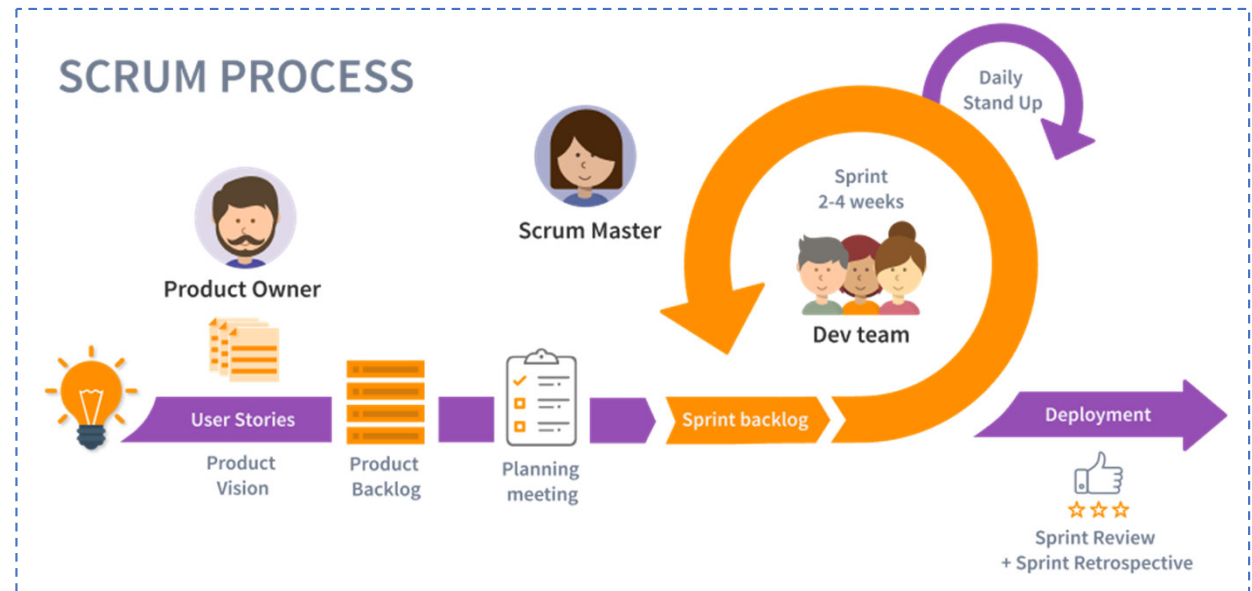 SCRUM PROCESS
Daily
Stand Up
Sprint
2-4 weeks
Scrum Master
Product Owner
Dev team
User Stories
Sprint backlog
Deployment
Product
Vision
Product
Backlog
Planning
meeting
Sprint Review
+ Sprint Retrospective